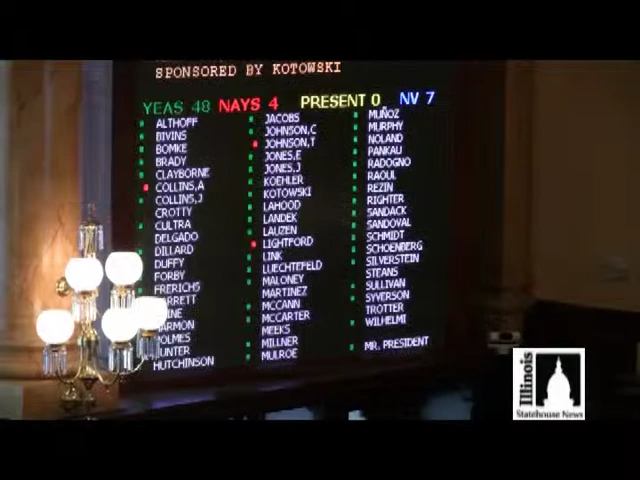 SPONSORED BY KOTOWSKI
YEAS 48 NAYS 4 PRESENT 0 NV 7
ALTHOFF
BIVINS
BOMKE
BRADY
CLAYBORNE
COLLINS,A
COLLINS,J
CROTTY
CULTRA
DELGADO
DILLARD
DUFFY
FORBY
FRERICHS
HUTCHINSON
JACOBS
JOHNSON,C
JOHNSON,T
JONES,E
JONES,J
KOEHLER
KOTOWSKI
LAHOOD
LANDEK
LAUZEN
LIGHTFORD
LINK
LUECHTEFELD
MALONEY
MARTINEZ
MCCANN
MCCARTER
MEEKS
MILLNER
MULROE
MUÑOZ
MURPHY
NOLAND
PANKAU
RADOGNO
RAOUL
REZIN
RIGHTER
SANDACK
SANDOVAL
SCHMIDT
SCHOENBERG
SILVERSTEIN
STEANS
SULLIVAN
SYVERSON
TROTTER
WILHELMI
MR. PRESIDENT
Illinois
Statehouse News